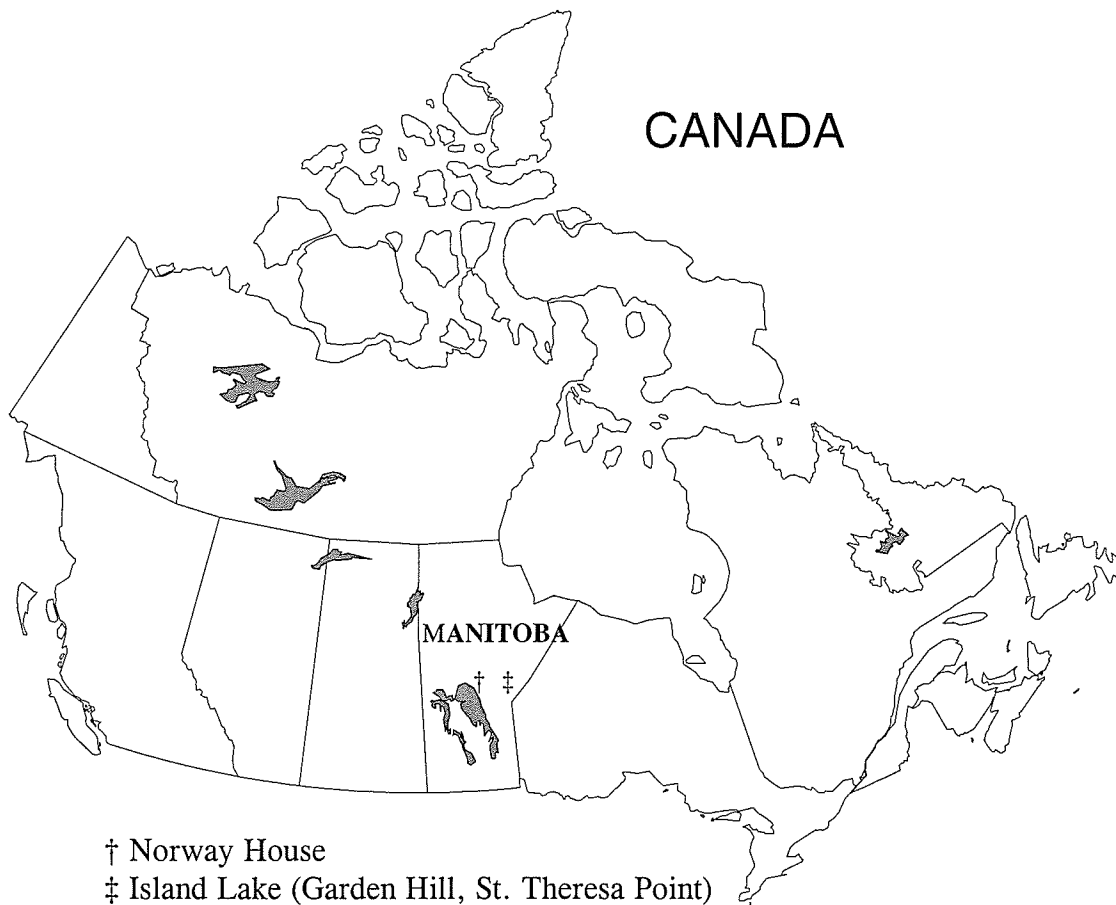 CANADA
MANITOBA
† ‡
† Norway House
‡ Island Lake (Garden Hill, St. Theresa Point)